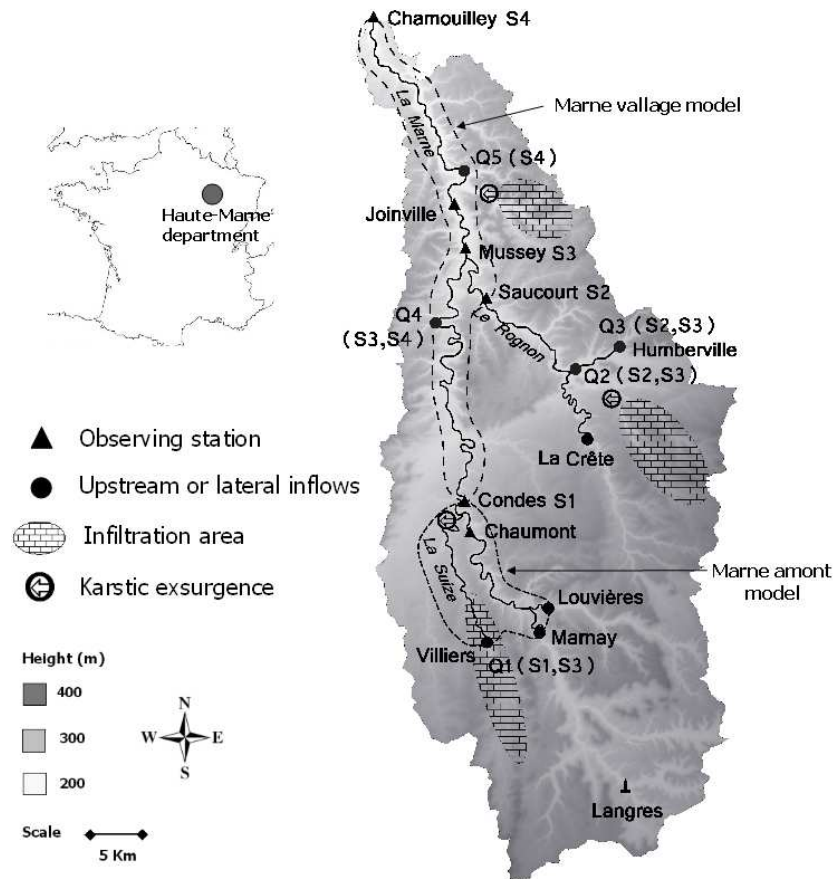 Chamouilley S4
Marne vallage model
La Marne
Q5 (S4)
Haute-Marne
department
Joinville
Mussey S3
Saucourt S2
Q4
(S3,S4)
Le Rognon
Q3 (S2,S3)
Humberville
Q2 (S2,S3)
La Crête
Observing station
Upstream or lateral inflows
Infiltration area
Karstic exsurgence
Condes S1
Chaumont
La Suize
Marne amont
model
Louvières
Marnay
Villiers
Q1 (S1,S3)
Height (m)
400
300
200
N
W
E
S
Langres
Scale
5 Km